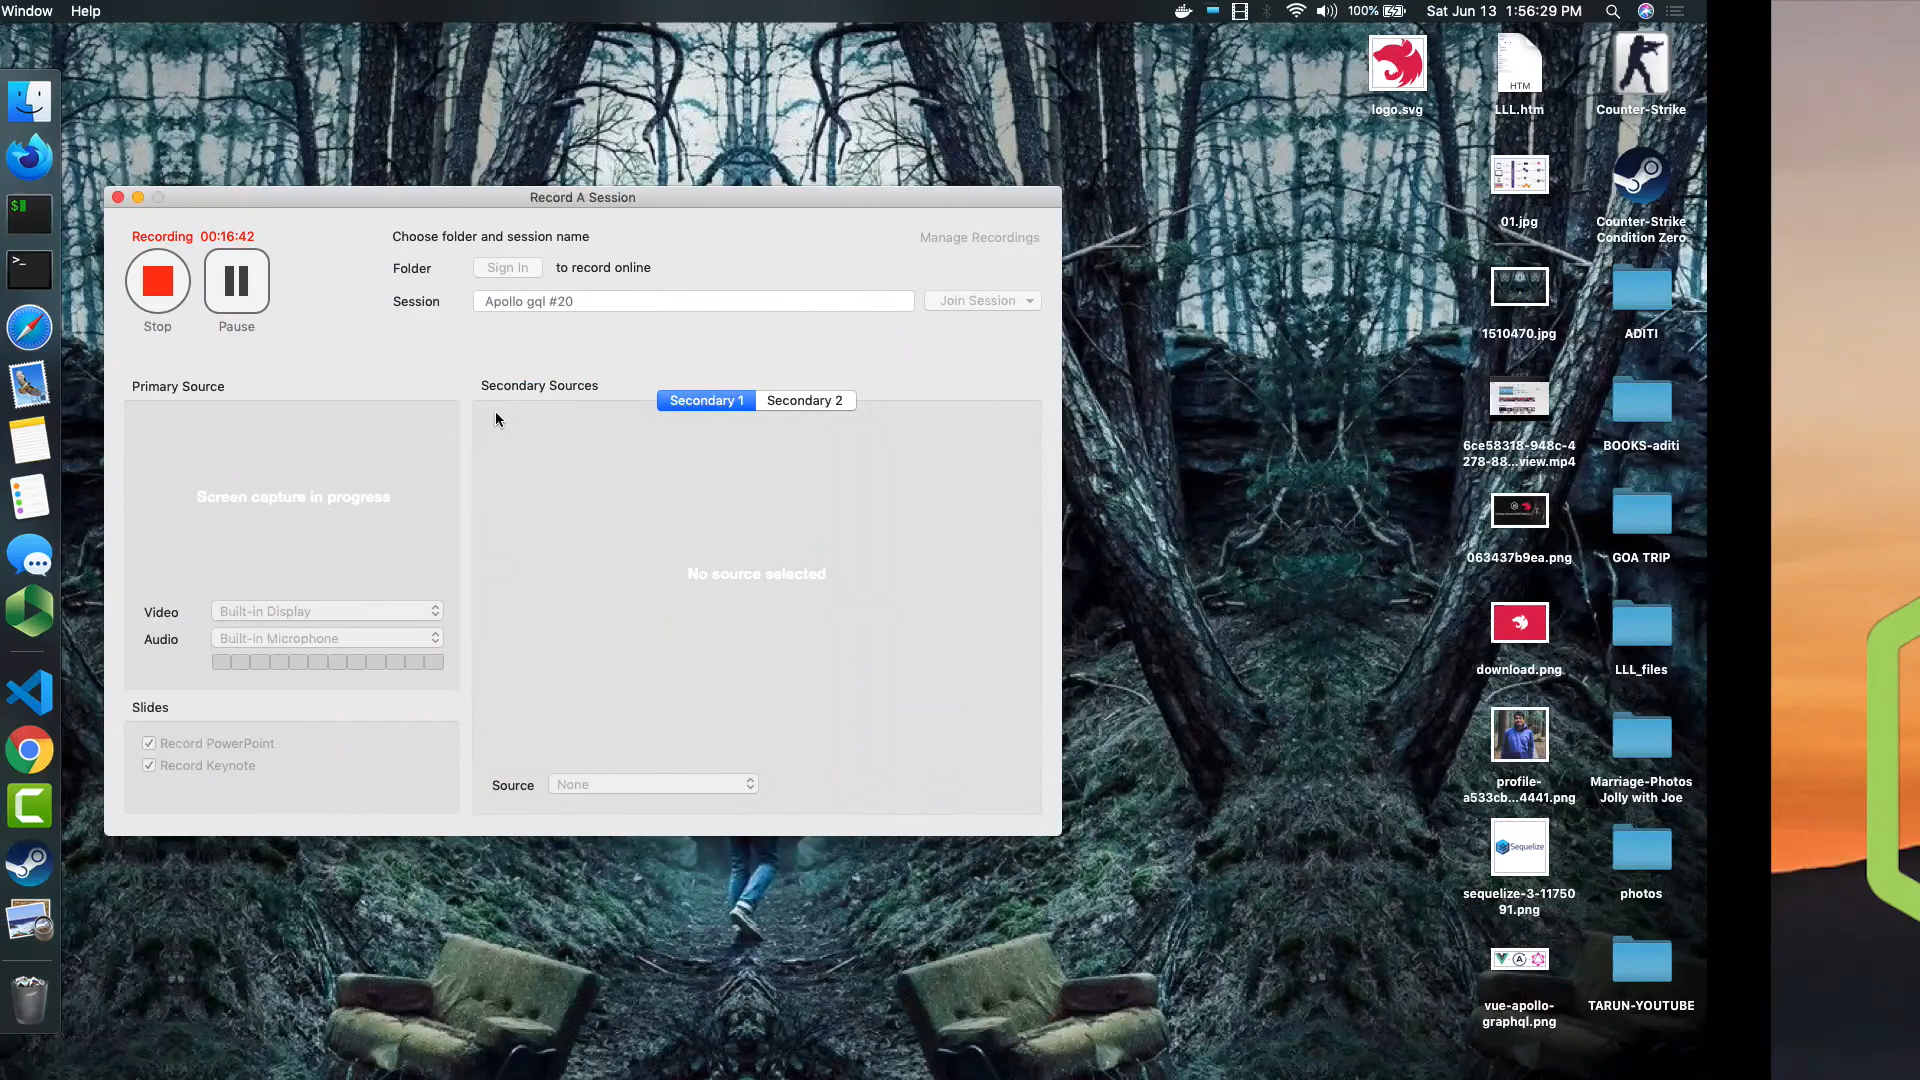 Window Help
100% Sat Jun 13 1:56:29 PM
Record A Session
Recording 00:16:42
Stop
Pause
Choose folder and session name
Manage Recordings
Folder
Sign In
to record online
Session
Apollo gql #20
Join Session
Primary Source
Screen capture in progress
Video
Built-in Display
Audio
Built-in Microphone
Slides
Record PowerPoint
Record Keynote
Secondary Sources
Secondary 1
Secondary 2
No source selected
Source
None
logo.svg
HTM
LLL.htm
Counter-Strike
01.jpg
Counter-Strike
Condition Zero
1510470.jpg
ADITI
6ce58318-948c-4
278-88...view.mp4
BOOKS-aditi
063437b9ea.png
GOA TRIP
download.png
LLL_files
profile-
a533cb...4441.png
Marriage-Photos
Jolly with Joe
Sequelize
sequelize-3-11750
91.png
photos
vue-apollo-
graphql.png
TARUN-YOUTUBE